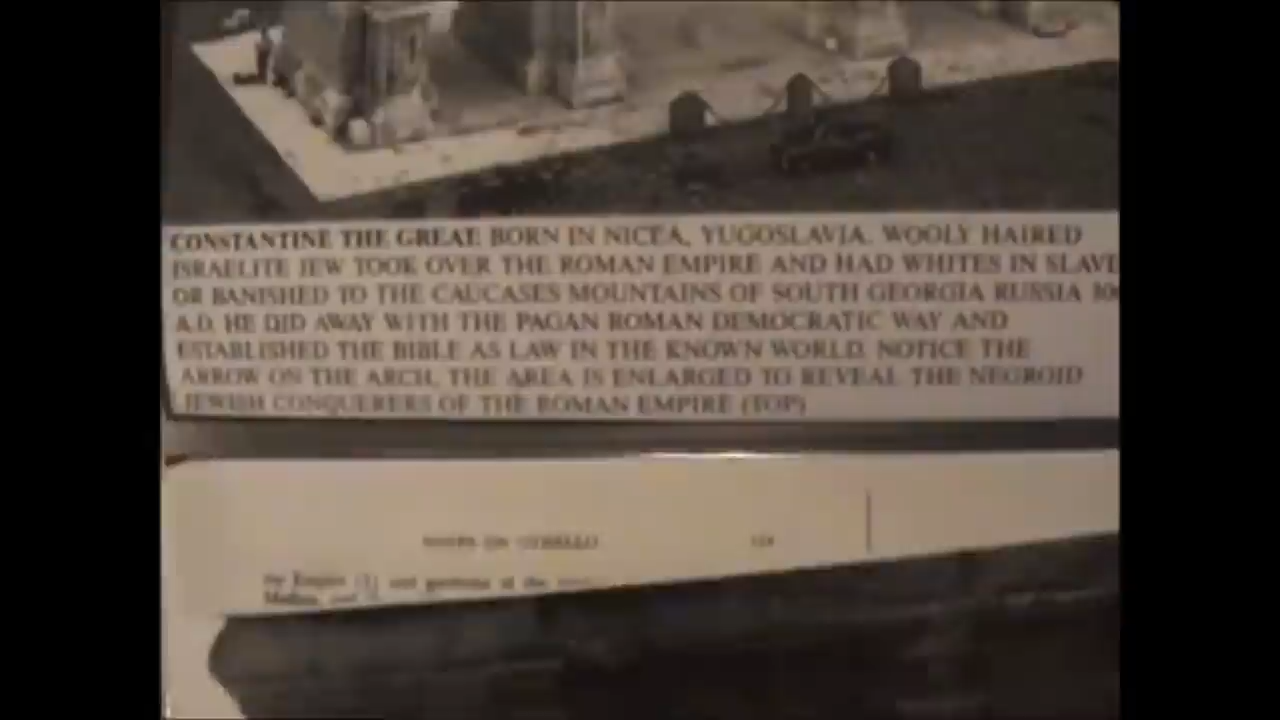 CONSTANTINE THE GREAT BORN IN NICEA, YUGOSLAVIA. WOOLY HAIRED
ISRAELITE JEW TOOK OVER THE ROMAN EMPIRE AND HAD WHITES IN SLAVE
OR BANISHED TO THE CAUCASES MOUNTAINS OF SOUTH GEORGIA RUSSIA
A.D. HE DID AWAY WITH THE PAGAN ROMAN DEMOCRATIC WAY AND
ESTABLISHED THE BIBLE AS LAW IN THE KNOWN WORLD. NOTICE THE
ARROW ON THE ARCH. THE AREA IS ENLARGED TO REVEAL THE NEGROID
JEWISH CONQUERERS OF THE ROMAN EMPIRE (TOP)